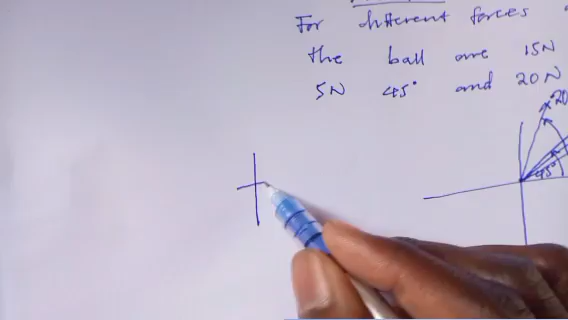 For different forces
the ball are 15N
5N 45° and 20N
20
45°